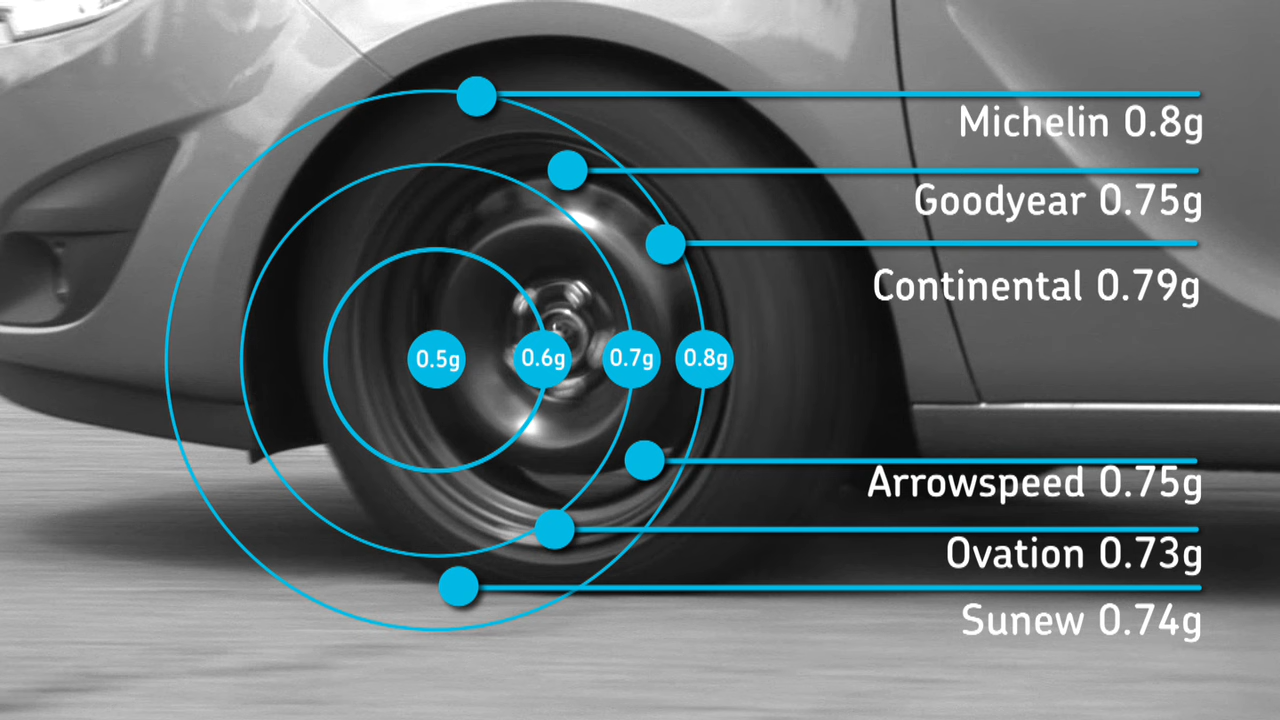 Michelin 0.8g
Goodyear 0.75g
Continental 0.79g
0.5g 0.6g 0.7g 0.8g
Arrowspeed 0.75g
Ovation 0.73g
Sunew 0.74g